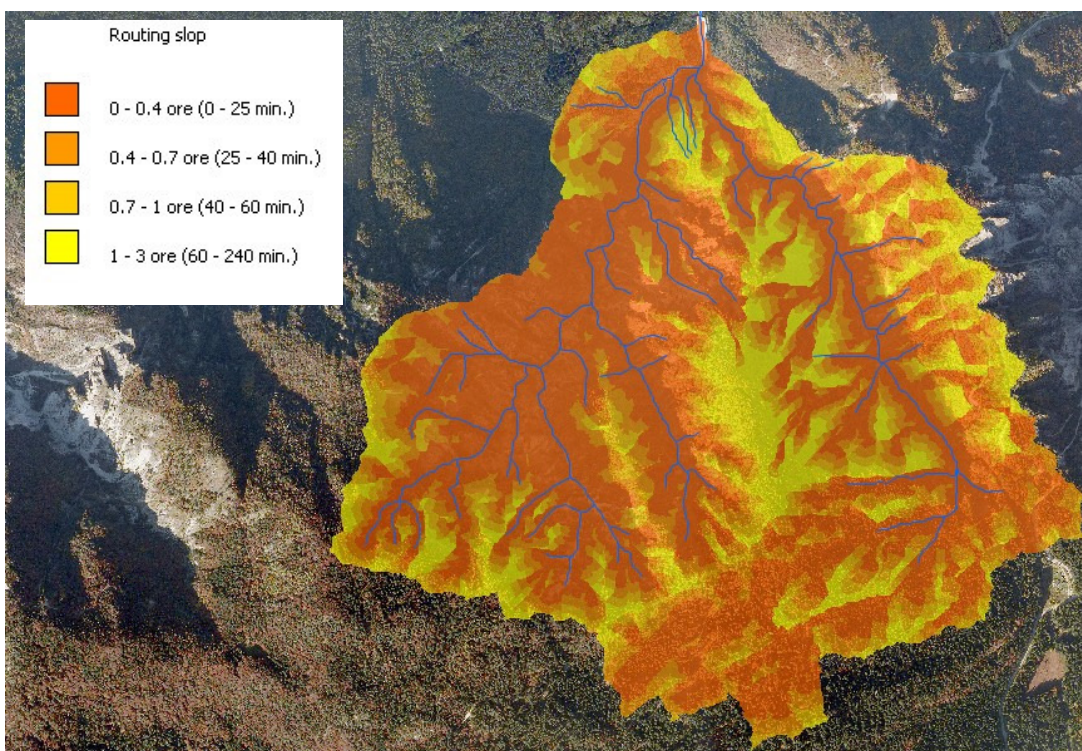 Routing slop
0 - 0.4 ore (0 - 25 min.)
0.4 - 0.7 ore (25 - 40 min.)
0.7 - 1 ore (40 - 60 min.)
1 - 3 ore (60 - 240 min.)